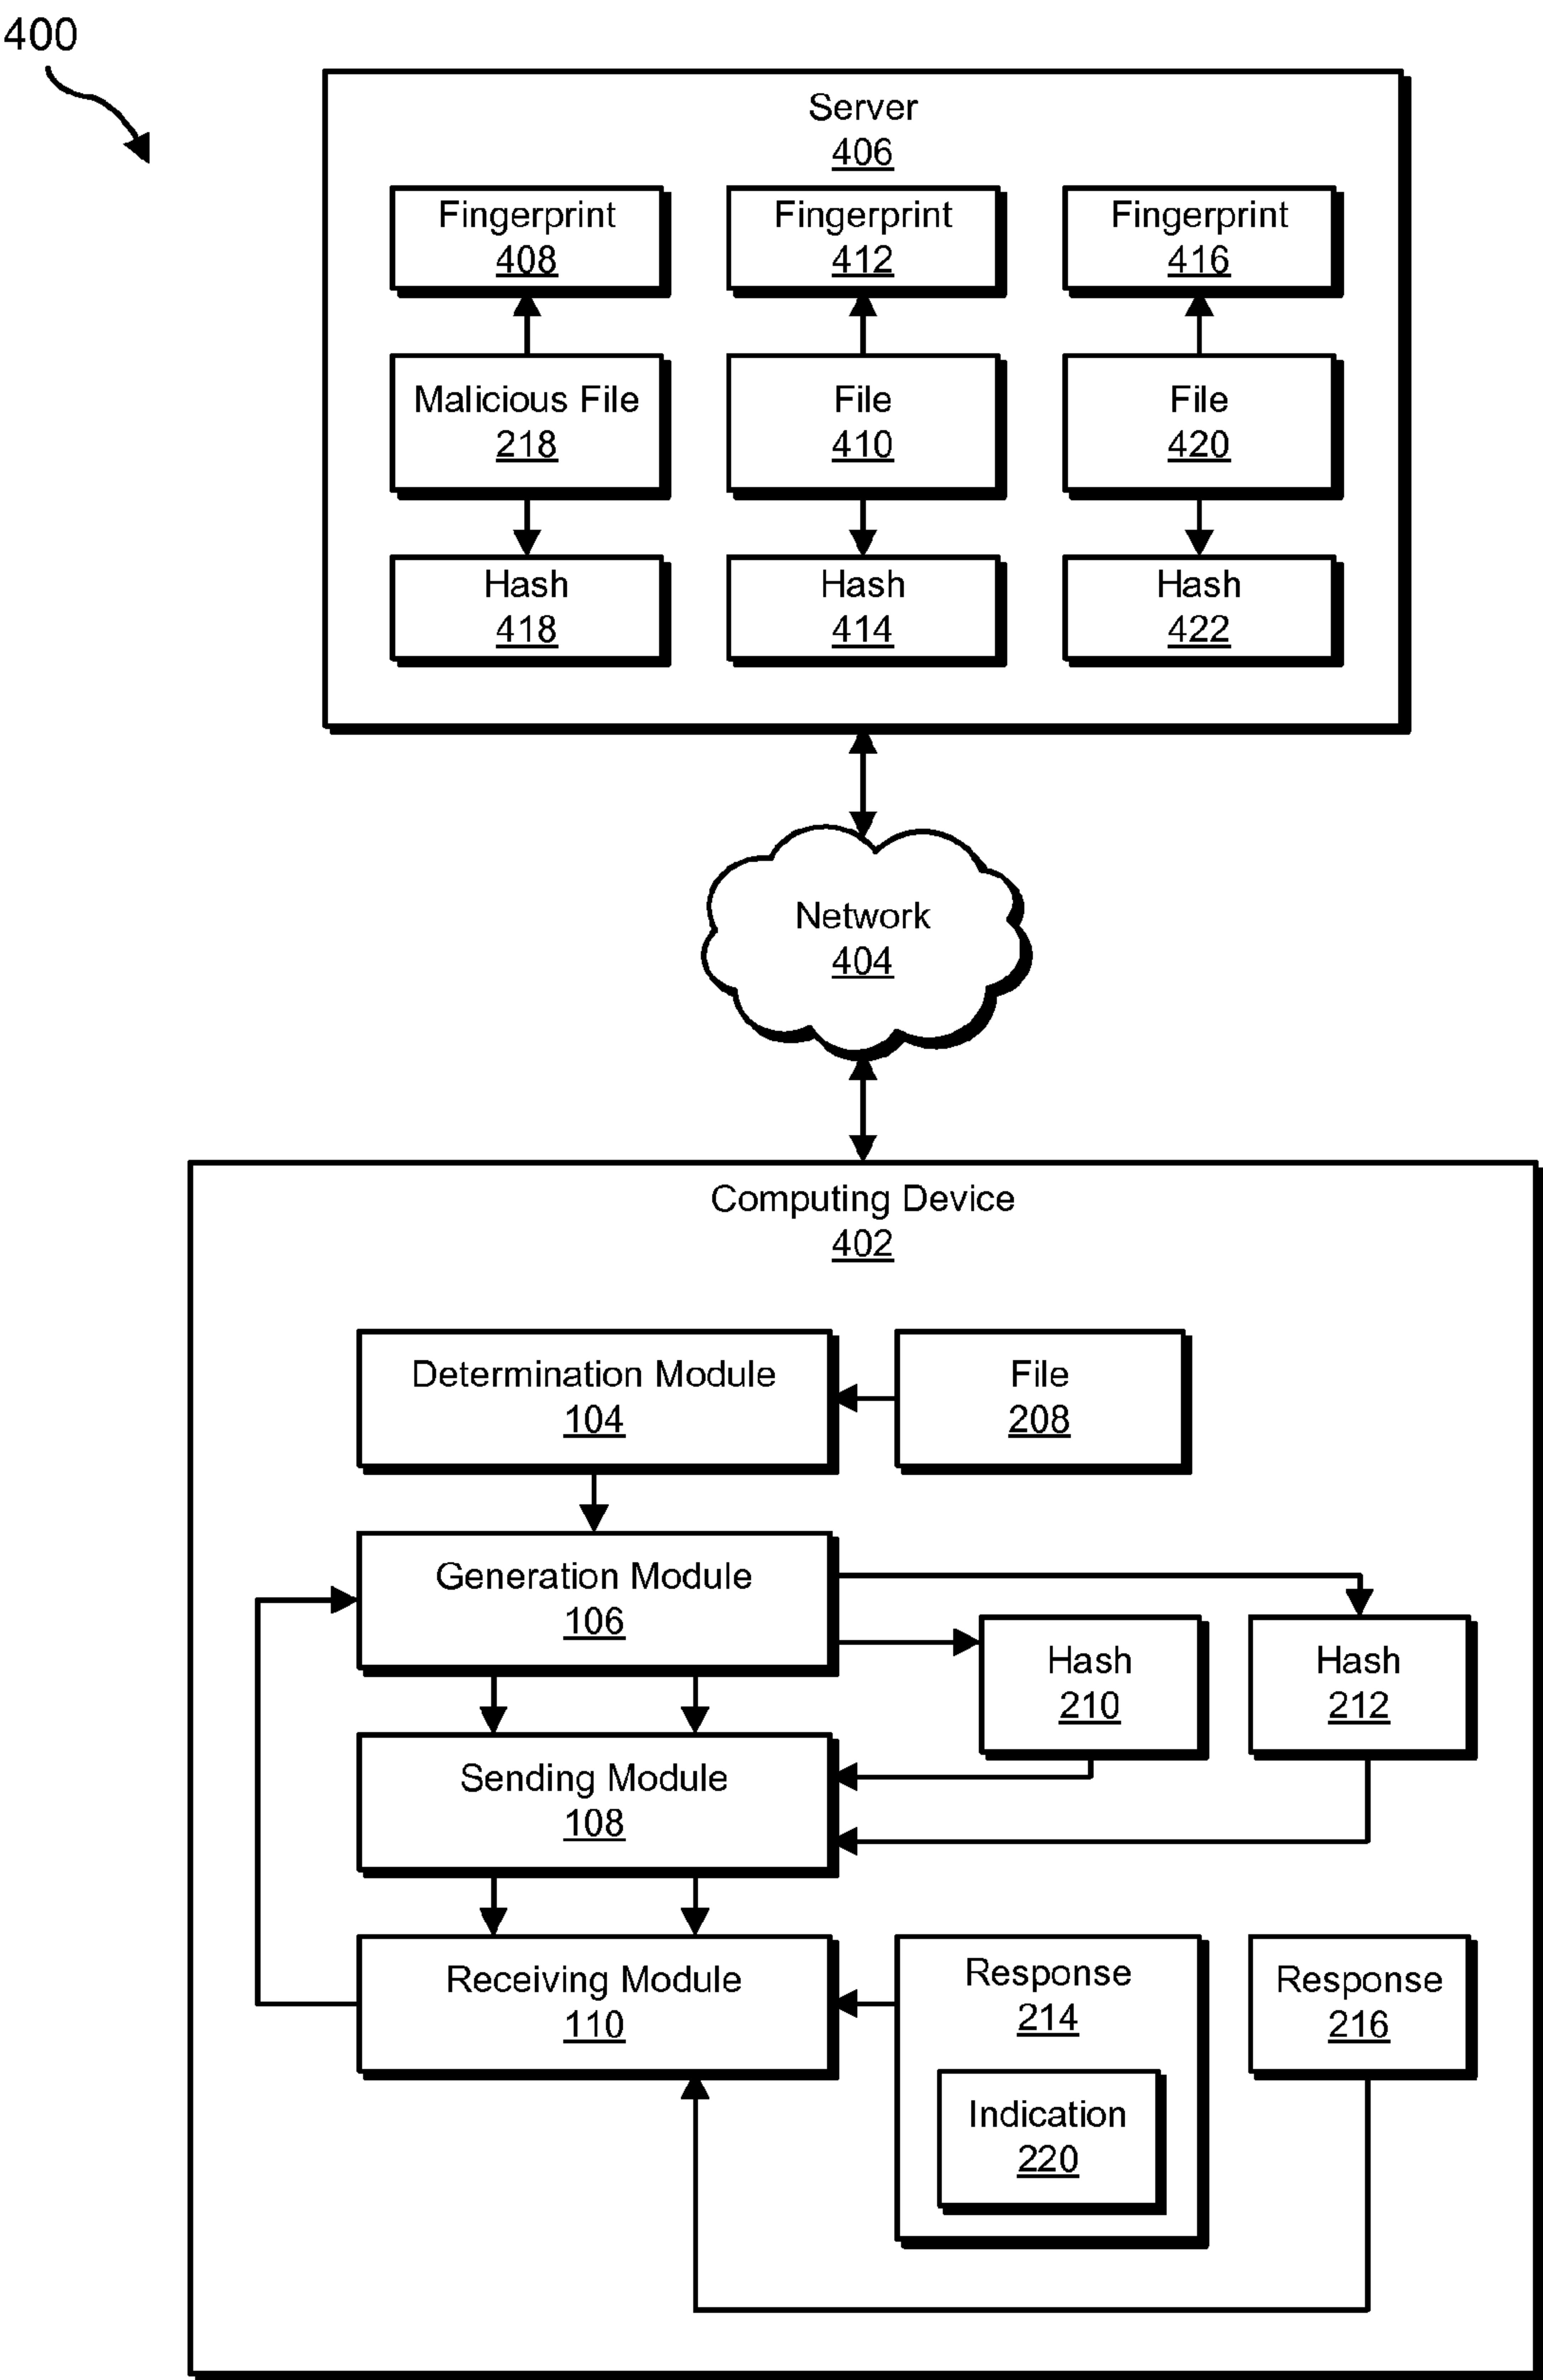 400
Server
406
Fingerprint
408
Fingerprint
412
Fingerprint
416
Malicious File
218
File
410
File
420
Hash
418
Hash
414
Hash
422
Network
404
Computing Device
402
Determination Module
104
File
208
Generation Module
106
Hash
210
Hash
212
Sending Module
108
Receiving Module
110
Response
214
Indication
220
Response
216